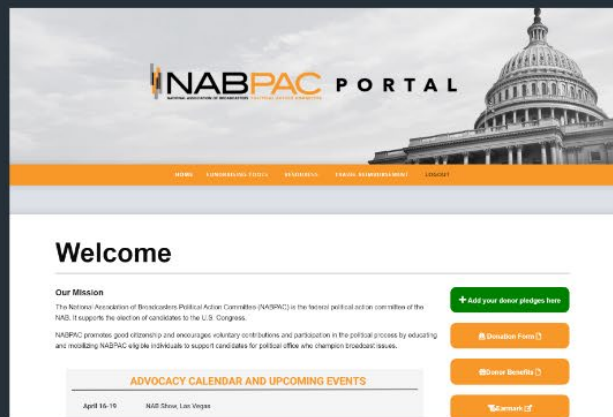 NABPAC PORTAL
NATIONAL ASSOCIATION OF BROADCASTERS POLITICAL ACTION COMMITTEE
HOME FUNDRAISING TOOLS RESOURCES TRAVEL REIMBURSEMENT LOGOUT
Welcome
Our Mission
The National Association of Broadcasters Political Action Committee (NABPAC) is the federal political action committee of the
NAB. It supports the election of candidates to the U.S. Congress.
NABPAC promotes good citizenship and encourages voluntary contributions and participation in the political process by educating
and mobilizing NABPAC eligible individuals to support candidates for political office who champion broadcast issues.
+ Add your donor pledges here
Donation Form
Donor Benefits
Earmark
ADVOCACY CALENDAR AND UPCOMING EVENTS
April 16-19 NAB Show, Las Vegas